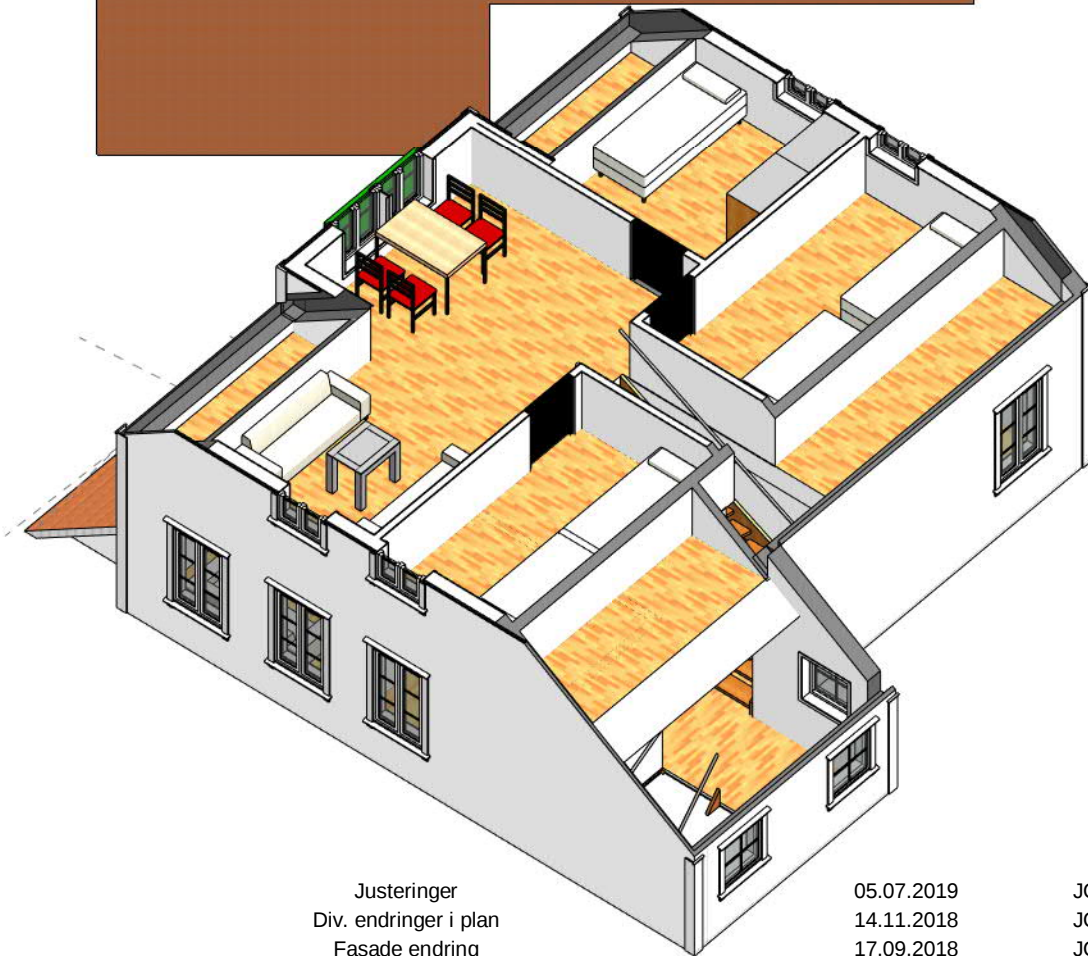 Justeringer 05.07.2019
Div. endringer i plan 14.11.2018
Fasade endring 17.09.2018